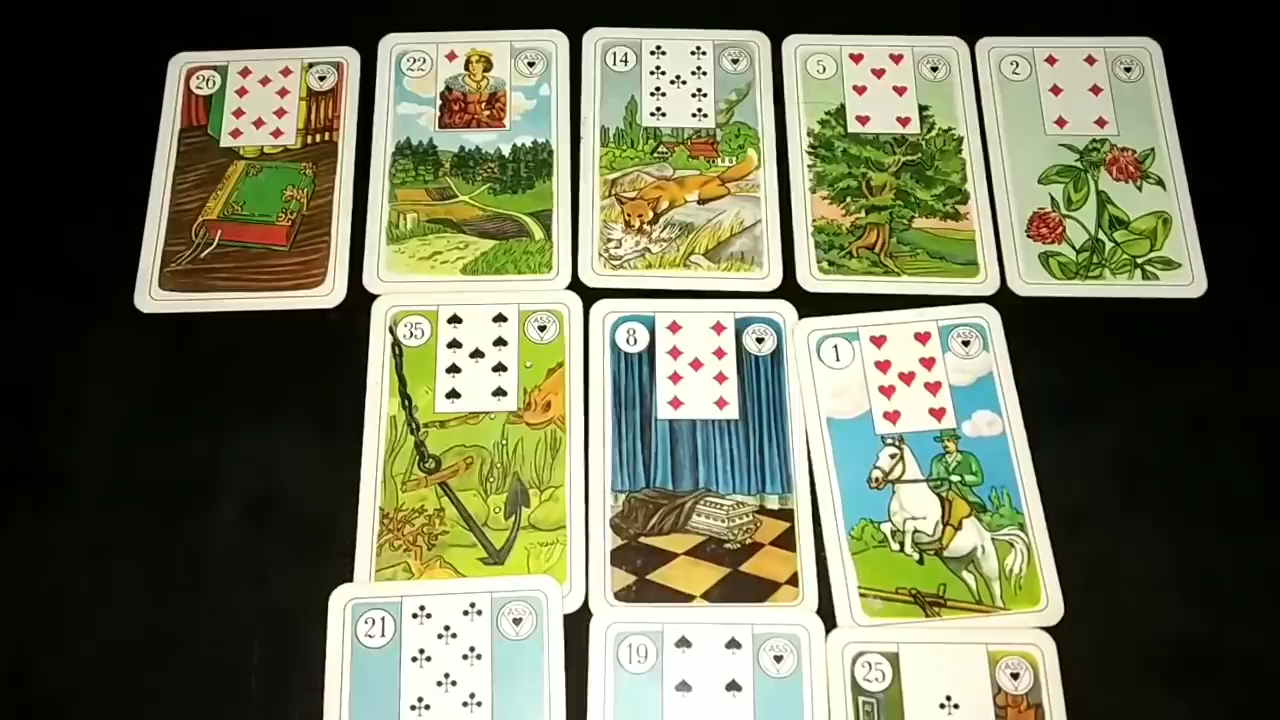 26 ASS
22 ASS
14 ASS
5 ASS
2 ASS
35 ASS
8 ASS
1 ASS
21 ASS
19 ASS
25 ASS